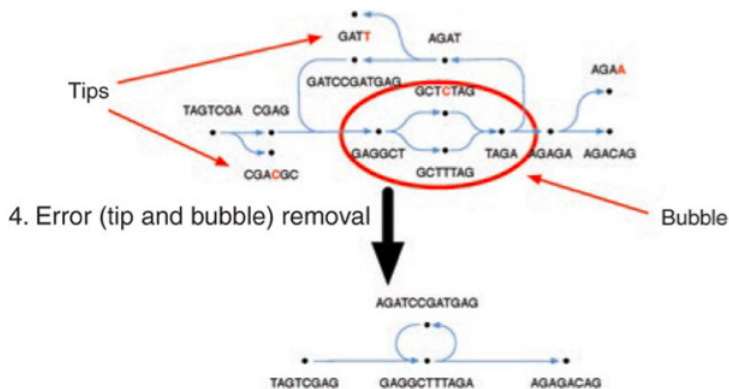 GATT AGAT
AGAA
Tips
GATCCGATGAG
GCTCTAG
TAGTCGA CGAG
GAGGCT TAGA AGAGA AGACAG
CGACGC
GCTTTAG
4. Error (tip and bubble) removal
Bubble
AGATCCGATGAG
TAGTCGAG GAGGCTTTAGA AGAGACAG